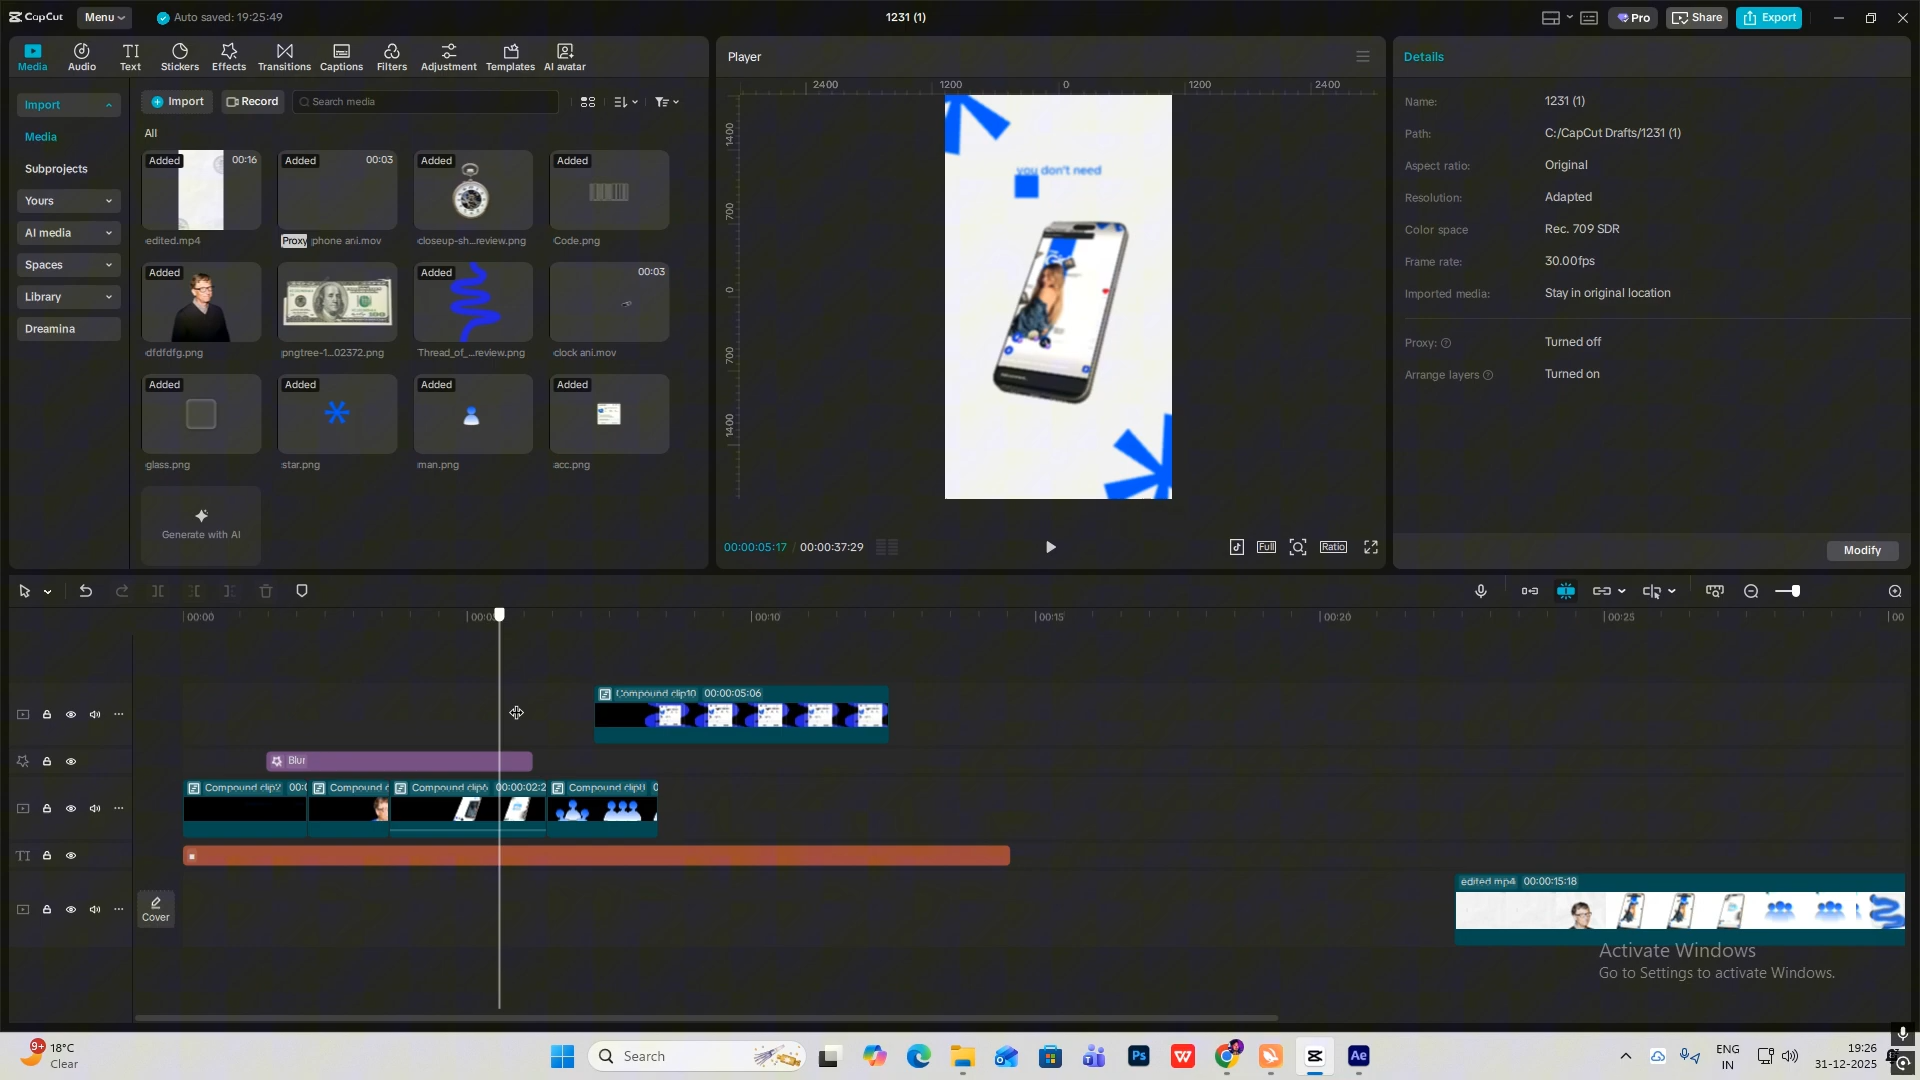 CapCut
Menu
Auto saved: 19:25:49
1231 (1)
Pro
Share
Export
Media
Audio
Text
Stickers
Effects
Transitions
Captions
Filters
Adjustment
Templates
AI avatar
Import
Media
Subprojects
Yours
AI media
Spaces
Library
Dreamina
Import
Record
Search media
All
Added
00:16
Added
00:03
Added
Added
edited.mp4
Proxy
phone ani.mov
closeup-sh...review.png
Code.png
Added
Added
00:03
dfdfdfg.png
pngtree-1...02372.png
Thread_of_...review.png
clock ani.mov
Added
Added
Added
Added
glass.png
star.png
man.png
acc.png
Generate with AI
Player
2400
1200
0
1200
2400
1400
700
0
700
1400
you don't need
00:00:05:17 / 00:00:37:29
Full
Ratio
Details
Name:
1231 (1)
Path:
C:/CapCut Drafts/1231 (1)
Aspect ratio:
Original
Resolution:
Adapted
Color space
Rec. 709 SDR
Frame rate:
30.00fps
Imported media:
Stay in original location
Proxy:
Turned off
Arrange layers
Turned on
Modify
00:00
00:10
00:15
00:20
00:25
00
Compound clip10 00:00:05:06
Blur
Compound clip2
Compound
Compound clip6 00:00:02:2
TI
Cover
edited.mp4 00:00:15:18
Activate Windows
Go to Settings to activate Windows.
9+
18°C
Clear
Search
Ps
Ae
ENG
IN
19:26
31-12-2025